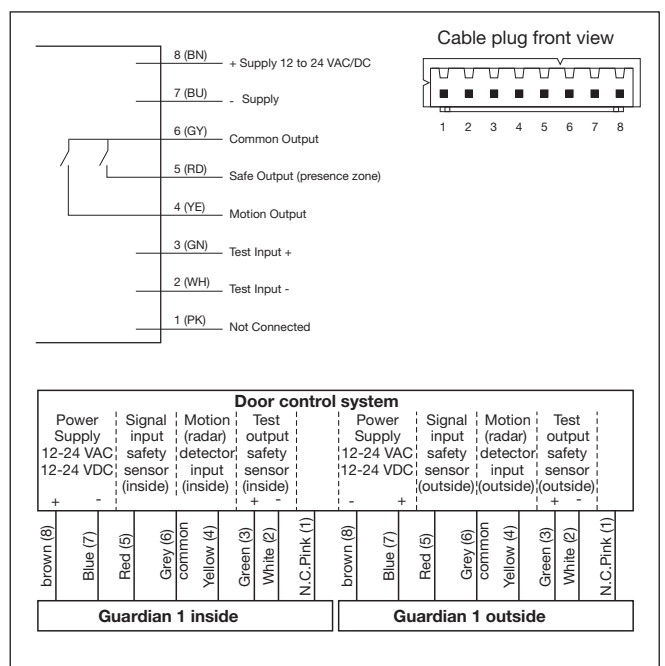 Cable plug front view
1 2 3 4 5 6 7 8
8 (BN) + Supply 12 to 24 VAC/DC
7 (BU) - Supply
6 (GY) Common Output
5 (RD) Safe Output (presence zone)
4 (YE) Motion Output
3 (GN) Test Input +
2 (WH) Test Input -
1 (PK) Not Connected
Door control system
Power Supply 12-24 VAC 12-24 VDC + -
Signal input safety sensor (inside)
Motion (radar) detector input (inside)
Test output safety sensor (inside) + -
Power Supply 12-24 VAC 12-24 VDC - +
Signal input safety sensor (outside)
Motion (radar) detector input (outside)
Test output safety sensor (outside) + -
brown (8)
Blue (7)
Red (5)
Grey (6)
common
Yellow (4)
Green (3)
White (2)
N.C.Pink (1)
brown (8)
Blue (7)
Red (5)
Grey (6)
common
Yellow (4)
Green (3)
White (2)
N.C.Pink (1)
Guardian 1 inside
Guardian 1 outside